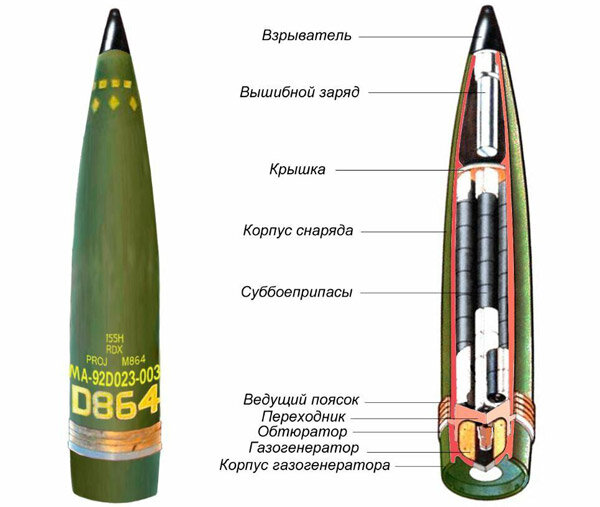 155H
RDX
PROJ M864
MA-92D023-003
D864
Взрыватель
Вышибной заряд
Крышка
Корпус снаряда
Суббоеприпасы
Ведущий поясок
Переходник
Обтюратор
Газогенератор
Корпус газогенератора